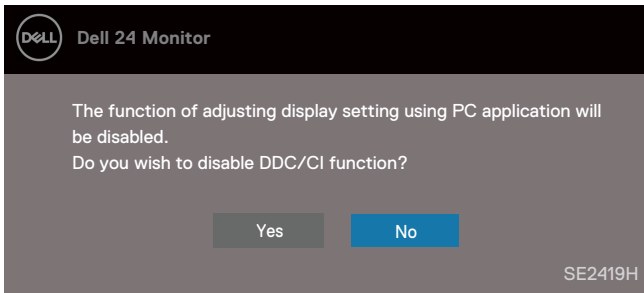 DELL Dell 24 Monitor
The function of adjusting display setting using PC application will
be disabled.
Do you wish to disable DDC/CI function?
Yes No
SE2419H